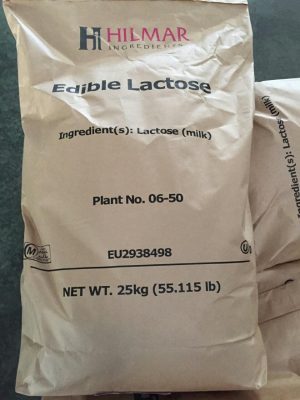 HILMAR
INGREDIENTS
Edible Lactose
Ingredient(s): Lactose (milk)
Plant No. 06-50
EU2938498
NET WT. 25kg (55.115 lb)
Ingredient(s): Lactose (milk)